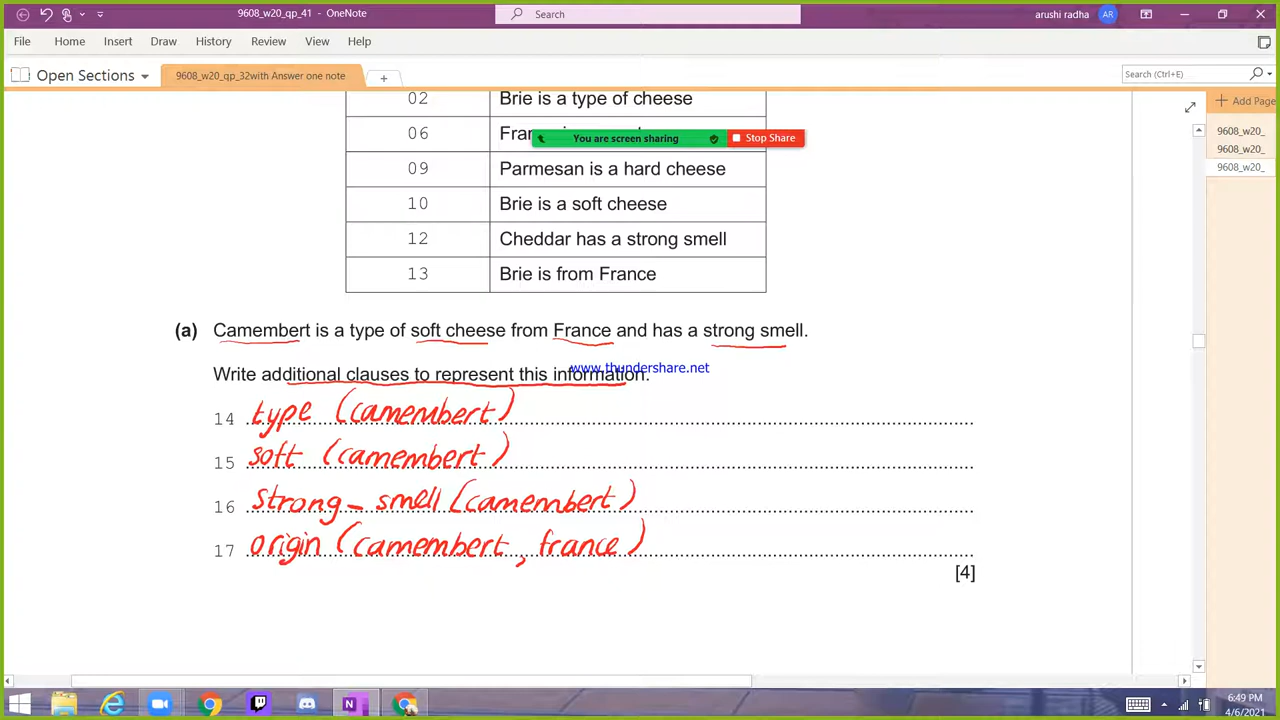 9608_w20_qp_41 - OneNote
Search
arushi radha
AR
File Home Insert Draw History Review View Help
Open Sections
9608_w20_qp_32with Answer one note
+
Search (Ctrl+E)
+ Add Page
9608_w20_
9608_w20_
9608_w20_
02 Brie is a type of cheese
06
You are screen sharing
Stop Share
09 Parmesan is a hard cheese
10 Brie is a soft cheese
12 Cheddar has a strong smell
13 Brie is from France
(a) Camembert is a type of soft cheese from France and has a strong smell.
www.thundershare.net
Write additional clauses to represent this information.
14 type (camembert)
15 soft (camembert)
16 strong_smell(camembert)
17 origin (camembert, france)
[4]
6:49 PM
4/6/2021